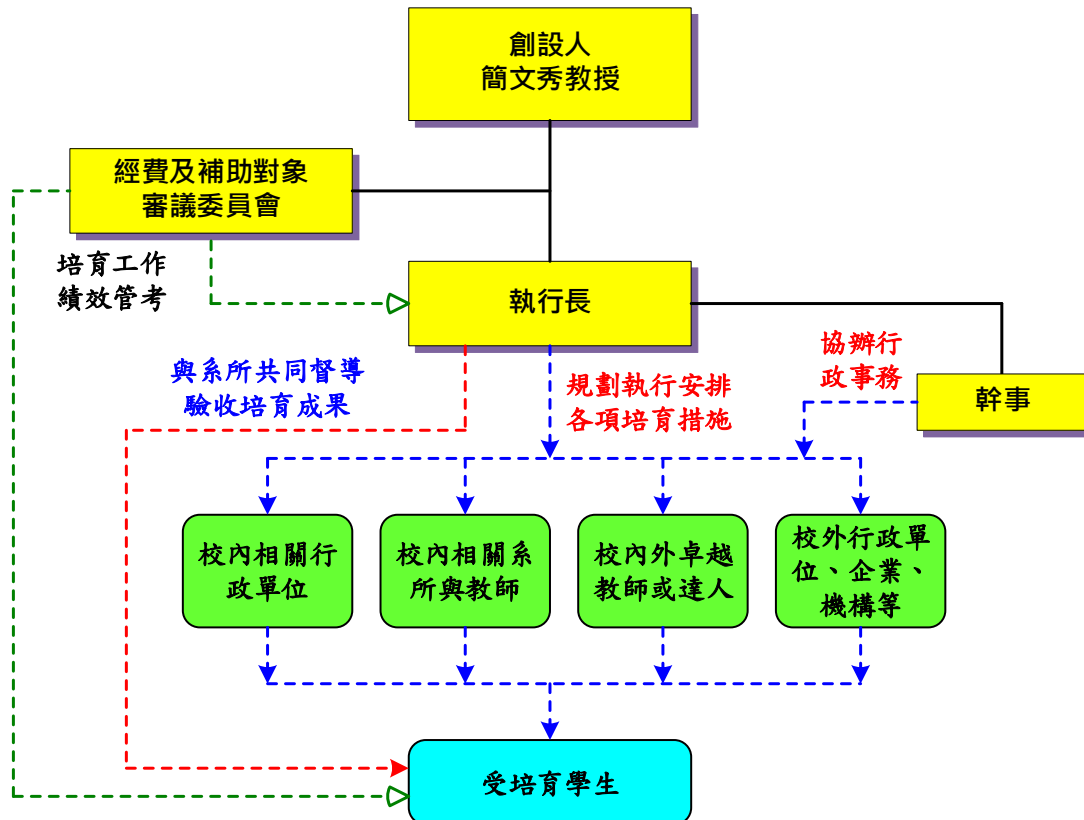 創設人
簡文秀教授
經費及補助對象
審議委員會
培育工作
績效管考
執行長
與系所共同督導
驗收培育成果
規劃執行安排
各項培育措施
協辦行
政事務
幹事
校內相關行
政單位
校內相關系
所與教師
校內外卓越
教師或達人
校外行政單
位、企業、
機構等
受培育學生